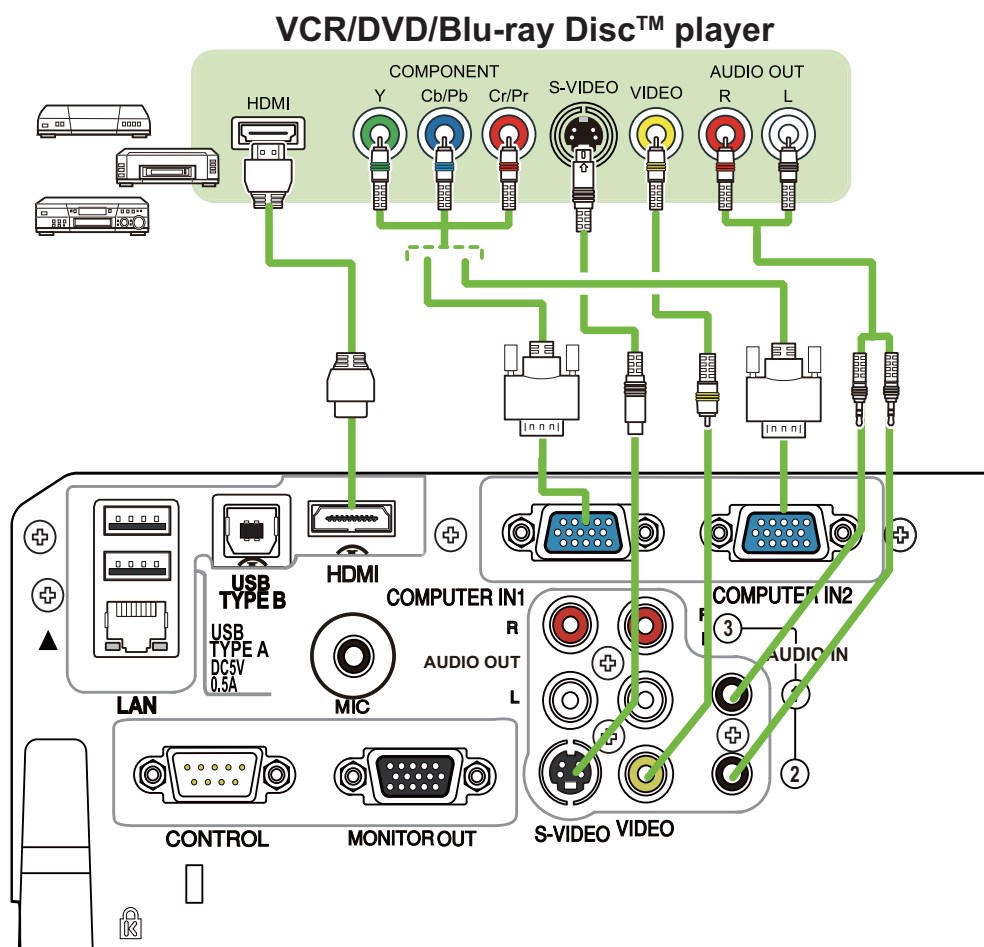 VCR/DVD/Blu-ray Disc™ player
COMPONENT
AUDIO OUT
HDMI
Y
Cb/Pb
Cr/Pr
S-VIDEO
VIDEO
R
L
USB
TYPE B
HDMI
COMPUTER IN1
COMPUTER IN2
R
3
AUDIO OUT
AUDIO IN
L
1
2
USB
TYPE A
DC5V
0.5A
LAN
MIC
S-VIDEO
VIDEO
CONTROL
MONITOR OUT
K